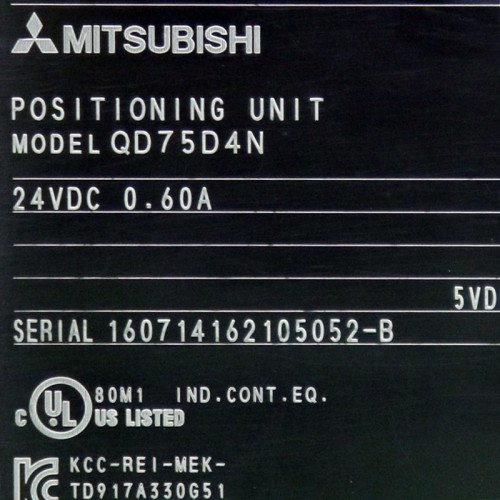 MITSUBISHI
POSITIONING UNIT
MODEL QD75D4N
24VDC 0.60A
5VD
SERIAL 160714162105052-B
80M1 IND.CONT.EQ.
C UL US LISTED
KCC-REI-MEK-
TD917A330G51